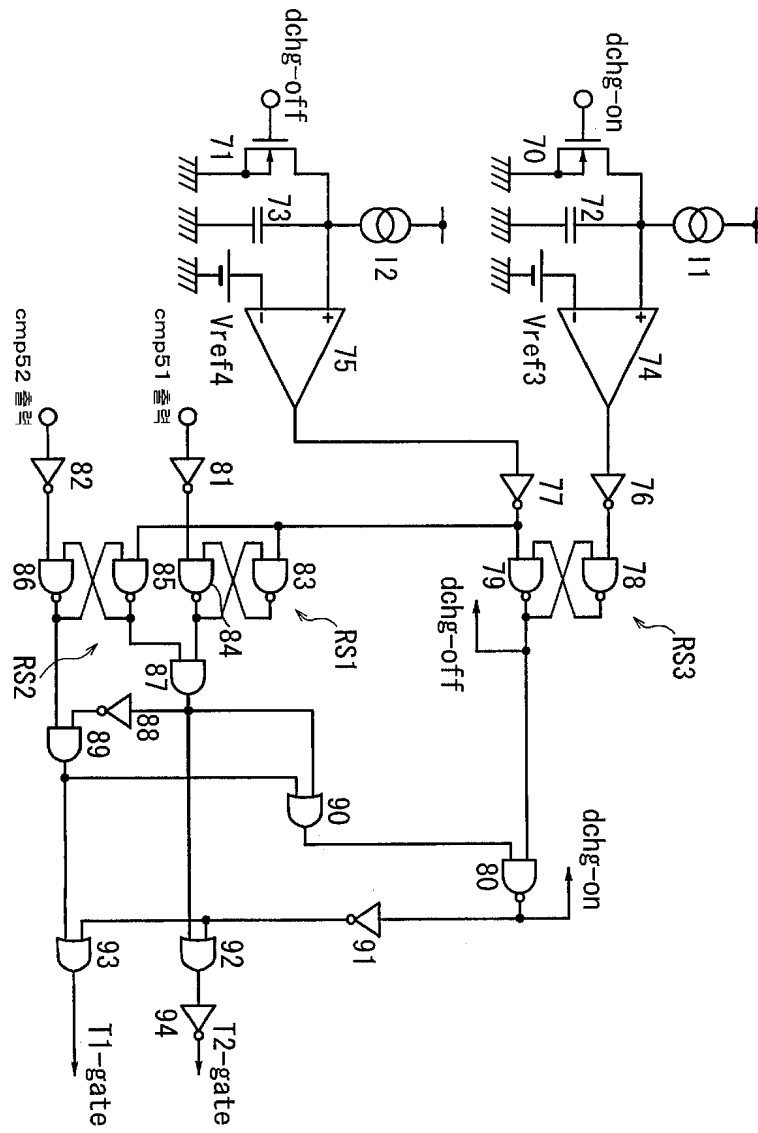 dchg-on
70
72
I1
Vref3
74
76
78
RS3
79
dchg-off
71
73
I2
Vref4
75
77
dchg-off
80
dchg-on
cmp51 출력
81
83
84
RS1
cmp52 출력
82
85
86
RS2
87
88
89
90
91
92
93
94
T2-gate
T1-gate